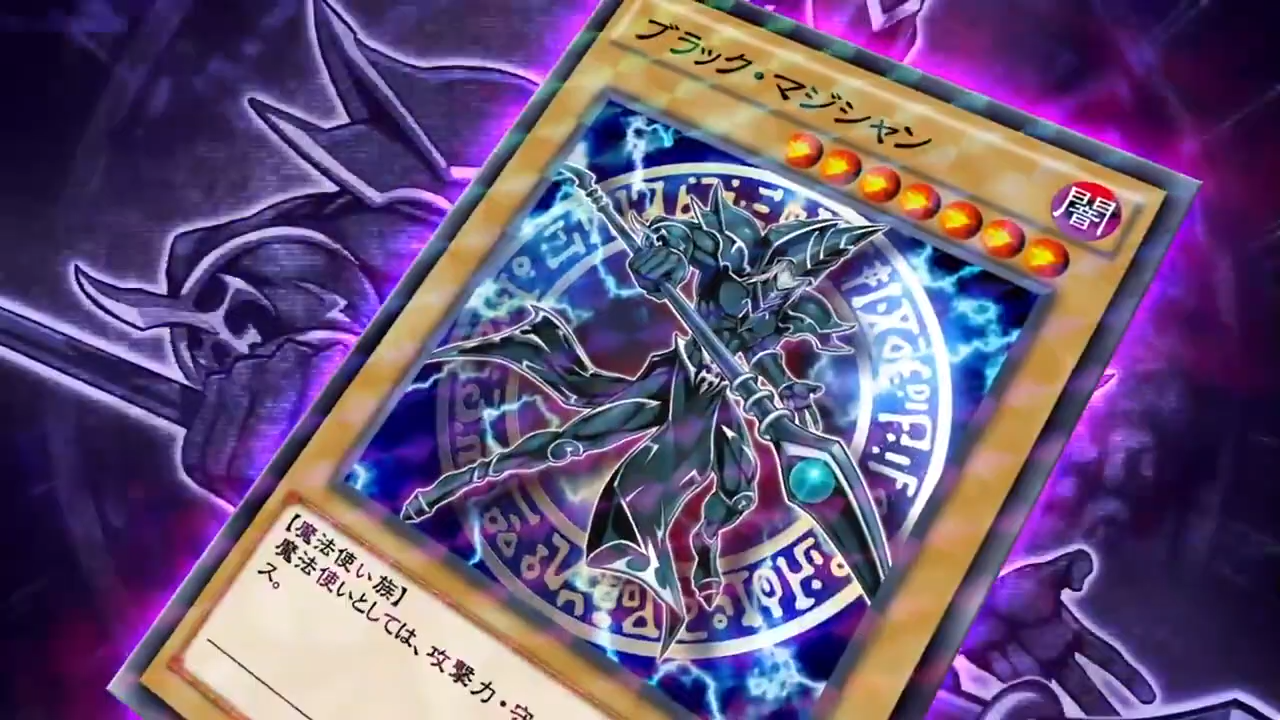 ブラック・マジシャン
闇
【魔法使い族】
魔法使いとしては、攻撃力・守
ス。